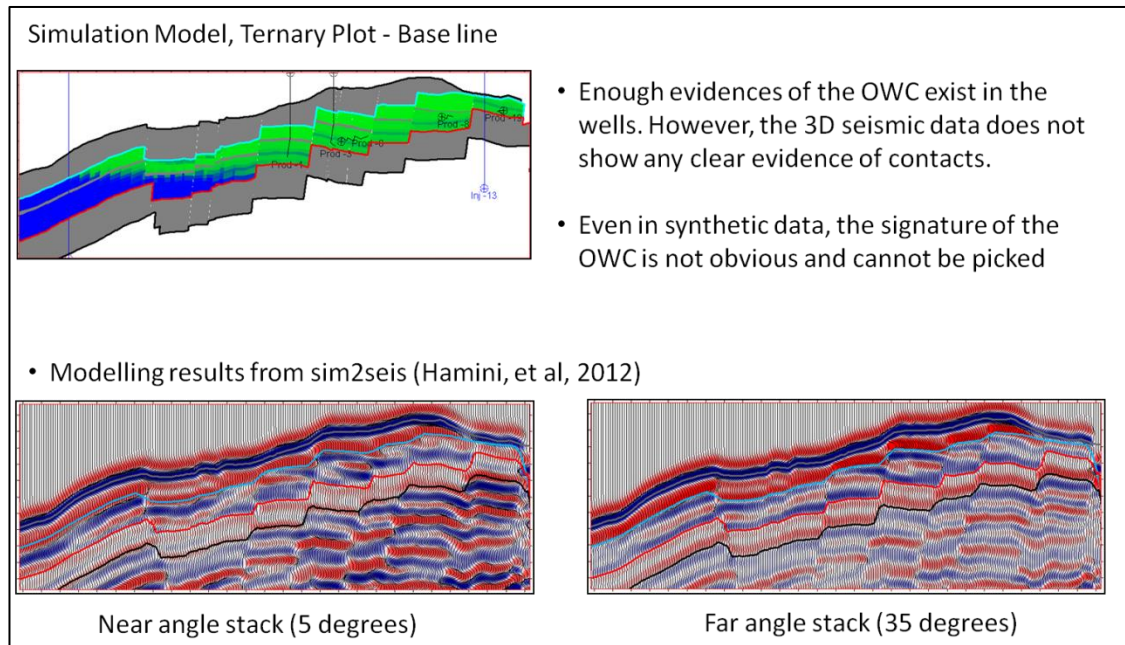 Simulation Model, Ternary Plot - Base line
Prod -1
Prod -3
Prod -6
Prod -8
Prod -19
Inj -13
• Enough evidences of the OWC exist in the
wells. However, the 3D seismic data does not
show any clear evidence of contacts.
• Even in synthetic data, the signature of the
OWC is not obvious and cannot be picked
• Modelling results from sim2seis (Hamini, et al, 2012)
Near angle stack (5 degrees)
Far angle stack (35 degrees)